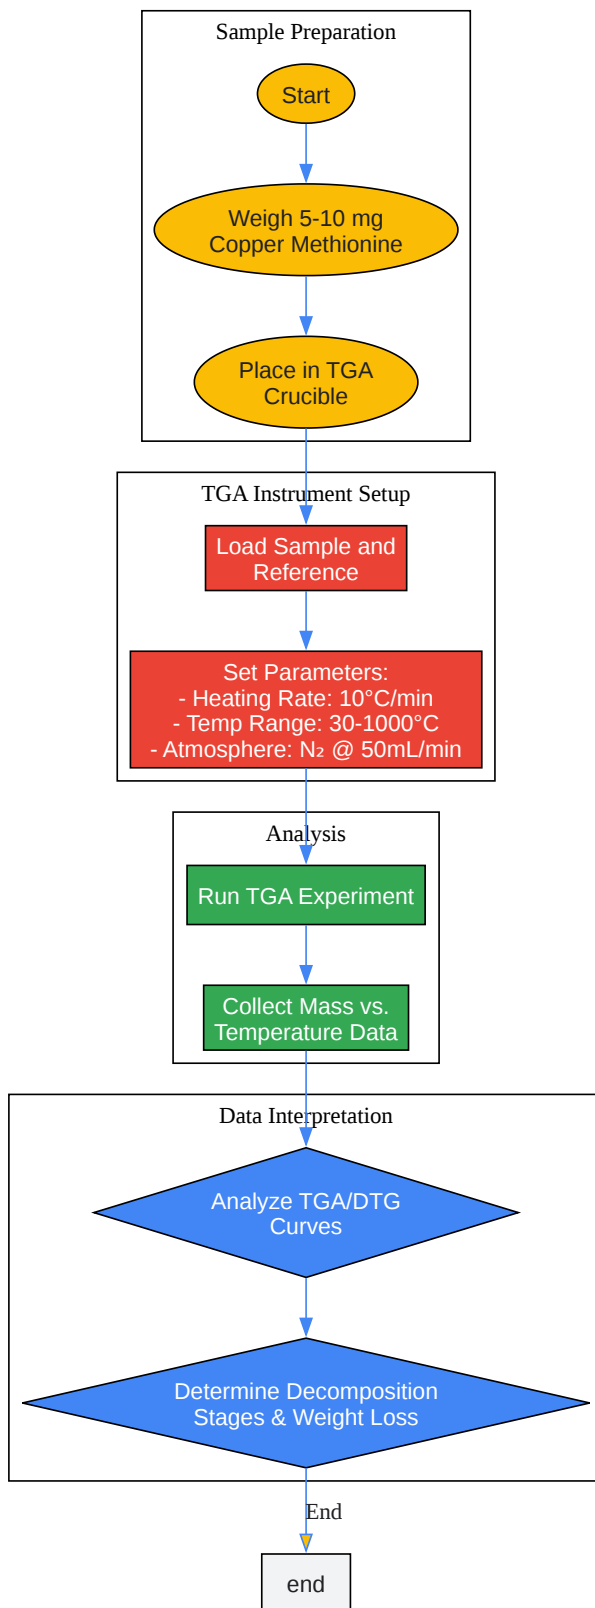 Sample Preparation
Start
Weigh 5-10 mg
Copper Methionine
Place in TGA
Crucible
TGA Instrument Setup
Load Sample and
Reference
Set Parameters:
- Heating Rate: 10°C/min
- Temp Range: 30-1000°C
- Atmosphere: N₂ @ 50mL/min
Analysis
Run TGA Experiment
Collect Mass vs.
Temperature Data
Data Interpretation
Analyze TGA/DTG
Curves
Determine Decomposition
Stages & Weight Loss
End
end